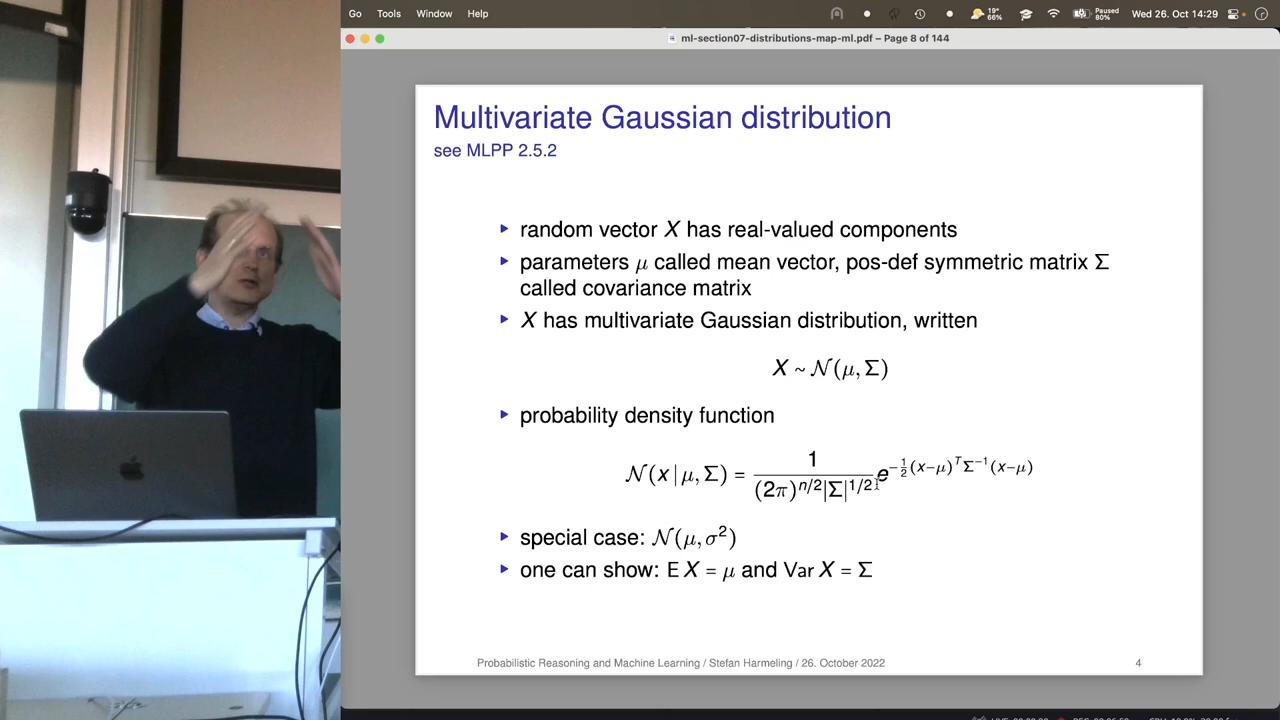 Go Tools Window Help 19° 66% Paused 80% Wed 26. Oct 14:29
ml-section07-distributions-map-ml.pdf – Page 8 of 144
Multivariate Gaussian distribution
see MLPP 2.5.2
random vector X has real-valued components
parameters μ called mean vector, pos-def symmetric matrix Σ
called covariance matrix
X has multivariate Gaussian distribution, written
X ~ 𝒩(μ, Σ)
probability density function
𝒩(x | μ, Σ) = 1 / ((2π)^{n/2}|Σ|^{1/2}) e^{-½(x−μ)^T Σ^{−1}(x−μ)}
special case: 𝒩(μ, σ²)
one can show: E X = μ and Var X = Σ
Probabilistic Reasoning and Machine Learning / Stefan Harmeling / 26. October 2022 4